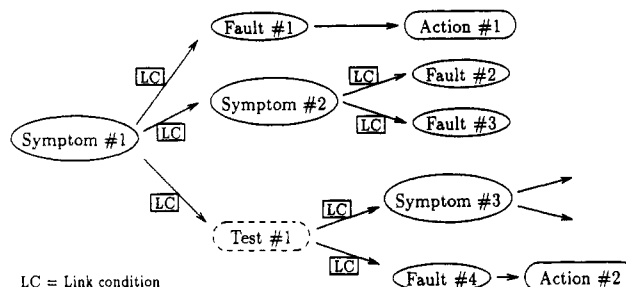 Fault #1
Action #1
LC
LC
Fault #2
Symptom #2
LC
Fault #3
Symptom #1
LC
LC
Symptom #3
LC
Test #1
LC
Fault #4
Action #2
LC = Link condition